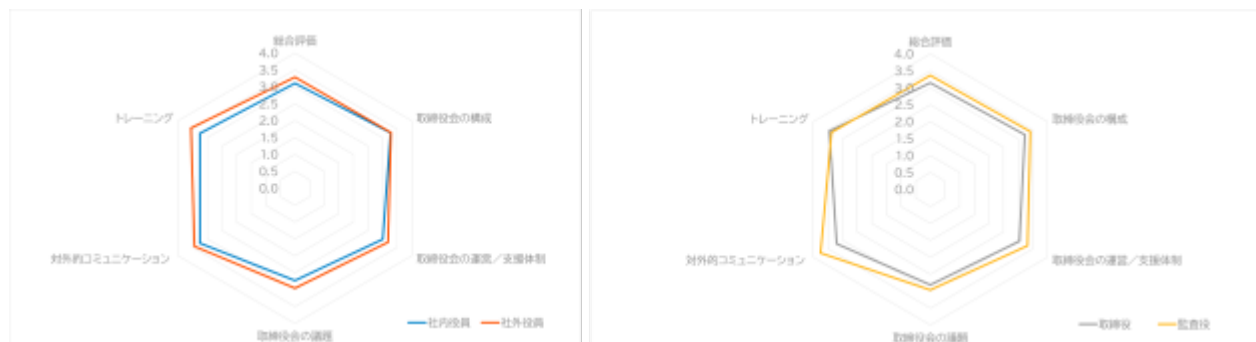 総合評価
4.0
3.5
3.0
2.5
2.0
1.5
1.0
0.5
0.0
トレーニング
取締役会の構成
対外的コミュニケーション
取締役会の運営／支援体制
取締役会の議題
社内役員
社外役員
総合評価
4.0
3.5
3.0
2.5
2.0
1.5
1.0
0.5
0.0
トレーニング
取締役会の構成
対外的コミュニケーション
取締役会の運営／支援体制
取締役会の議題
取締役
監査役